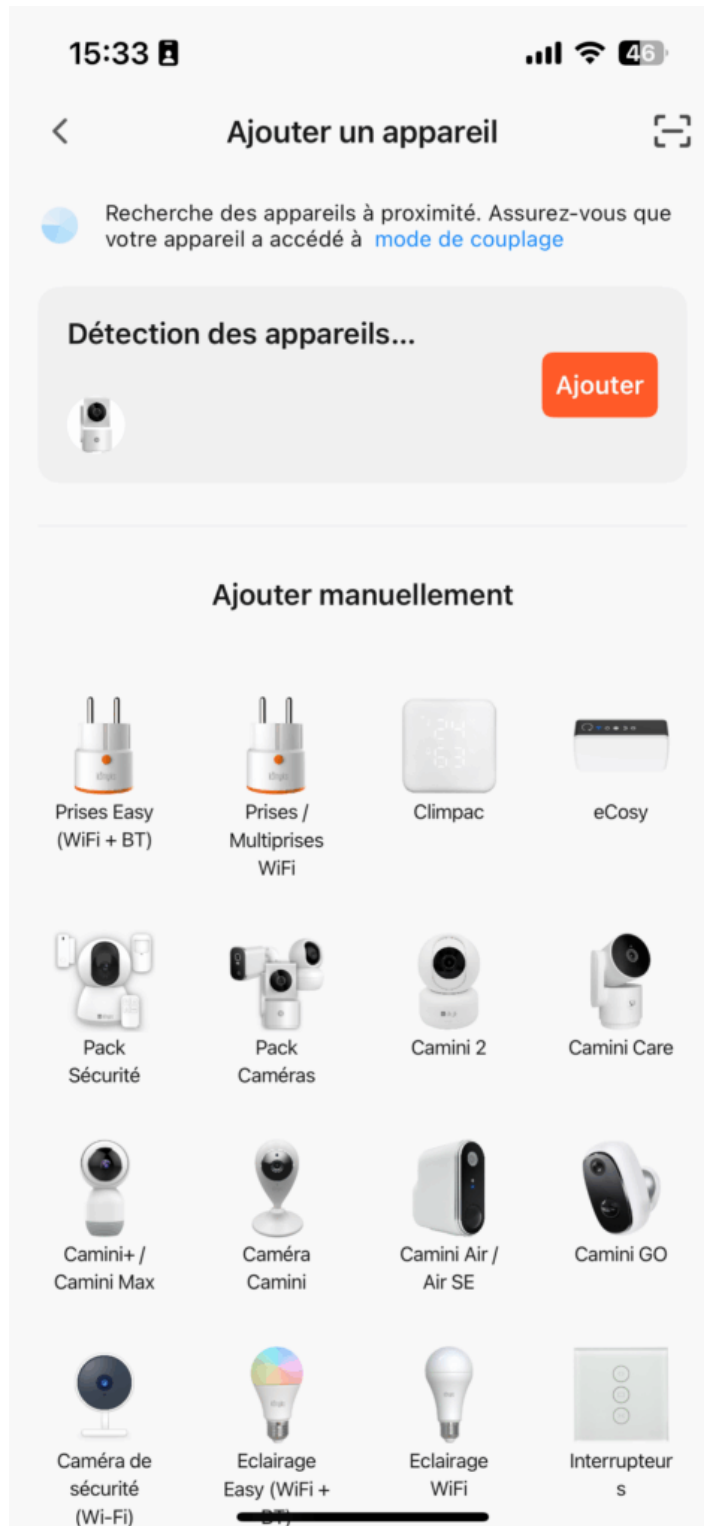 15:33
46
Ajouter un appareil
Recherche des appareils à proximité. Assurez-vous que
votre appareil a accédé à mode de couplage
Détection des appareils...
Ajouter
Ajouter manuellement
Prises Easy
(WiFi + BT)
Prises /
Multiprises
WiFi
Climpac
eCosy
Pack
Sécurité
Pack
Caméras
Camini 2
Camini Care
Camini+ /
Camini Max
Caméra
Camini
Camini Air /
Air SE
Camini GO
Caméra de
sécurité
(Wi-Fi)
Eclairage
Easy (WiFi +
BT)
Eclairage
WiFi
Interrupteur
s